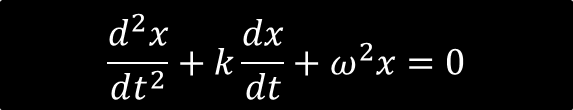 d²x/dt² + k dx/dt + ω²x = 0